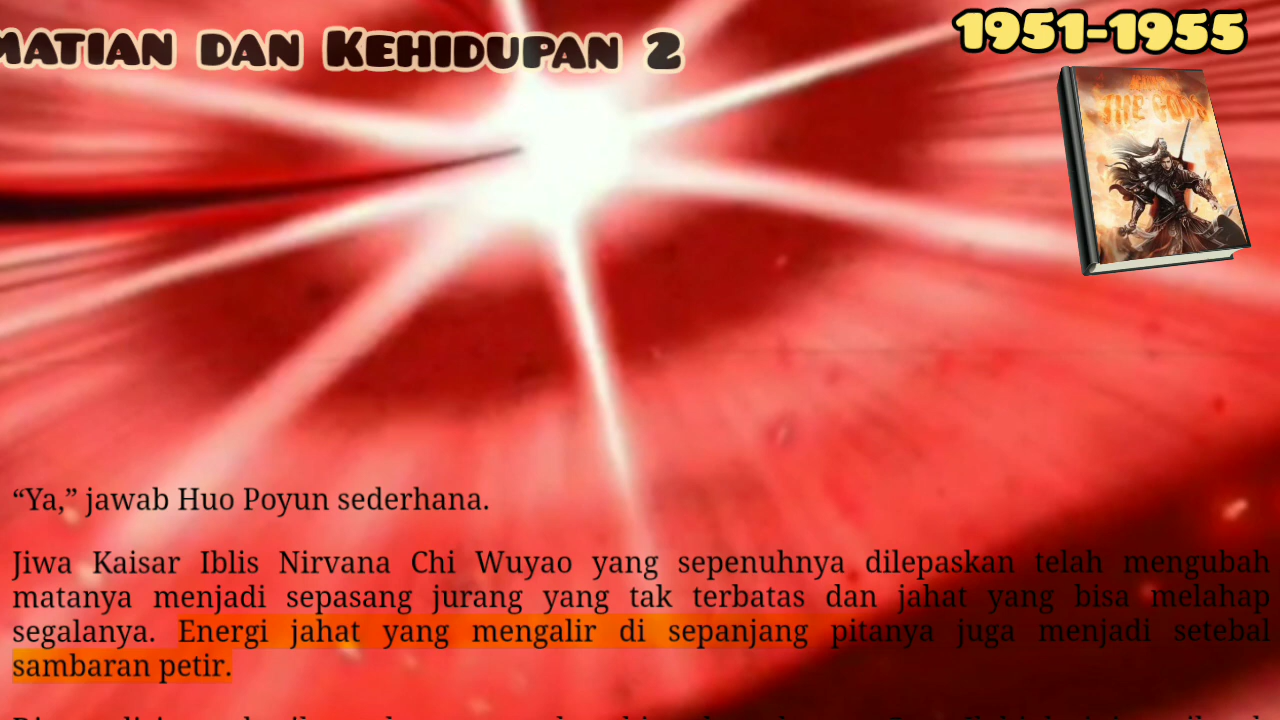 MATIAN DAN KEHIDUPAN 2
1951-1955
THE GODS
“Ya,” jawab Huo Poyun sederhana.
Jiwa Kaisar Iblis Nirvana Chi Wuyao yang sepenuhnya dilepaskan telah mengubah
matanya menjadi sepasang jurang yang tak terbatas dan jahat yang bisa melahap
segalanya. Energi jahat yang mengalir di sepanjang pitanya juga menjadi setebal
sambaran petir.